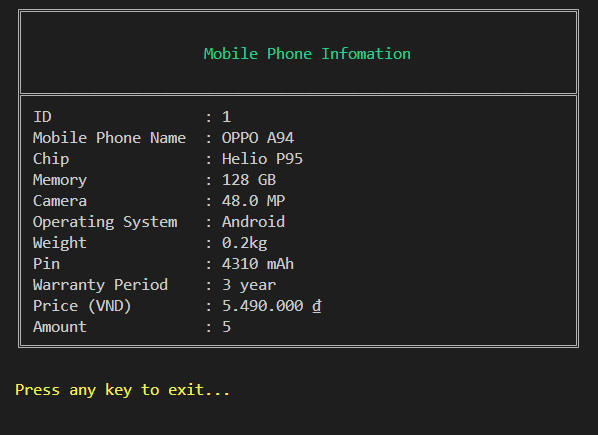 Mobile Phone Infomation
ID : 1
Mobile Phone Name : OPPO A94
Chip : Helio P95
Memory : 128 GB
Camera : 48.0 MP
Operating System : Android
Weight : 0.2kg
Pin : 4310 mAh
Warranty Period : 3 year
Price (VND) : 5.490.000 ₫
Amount : 5
Press any key to exit...